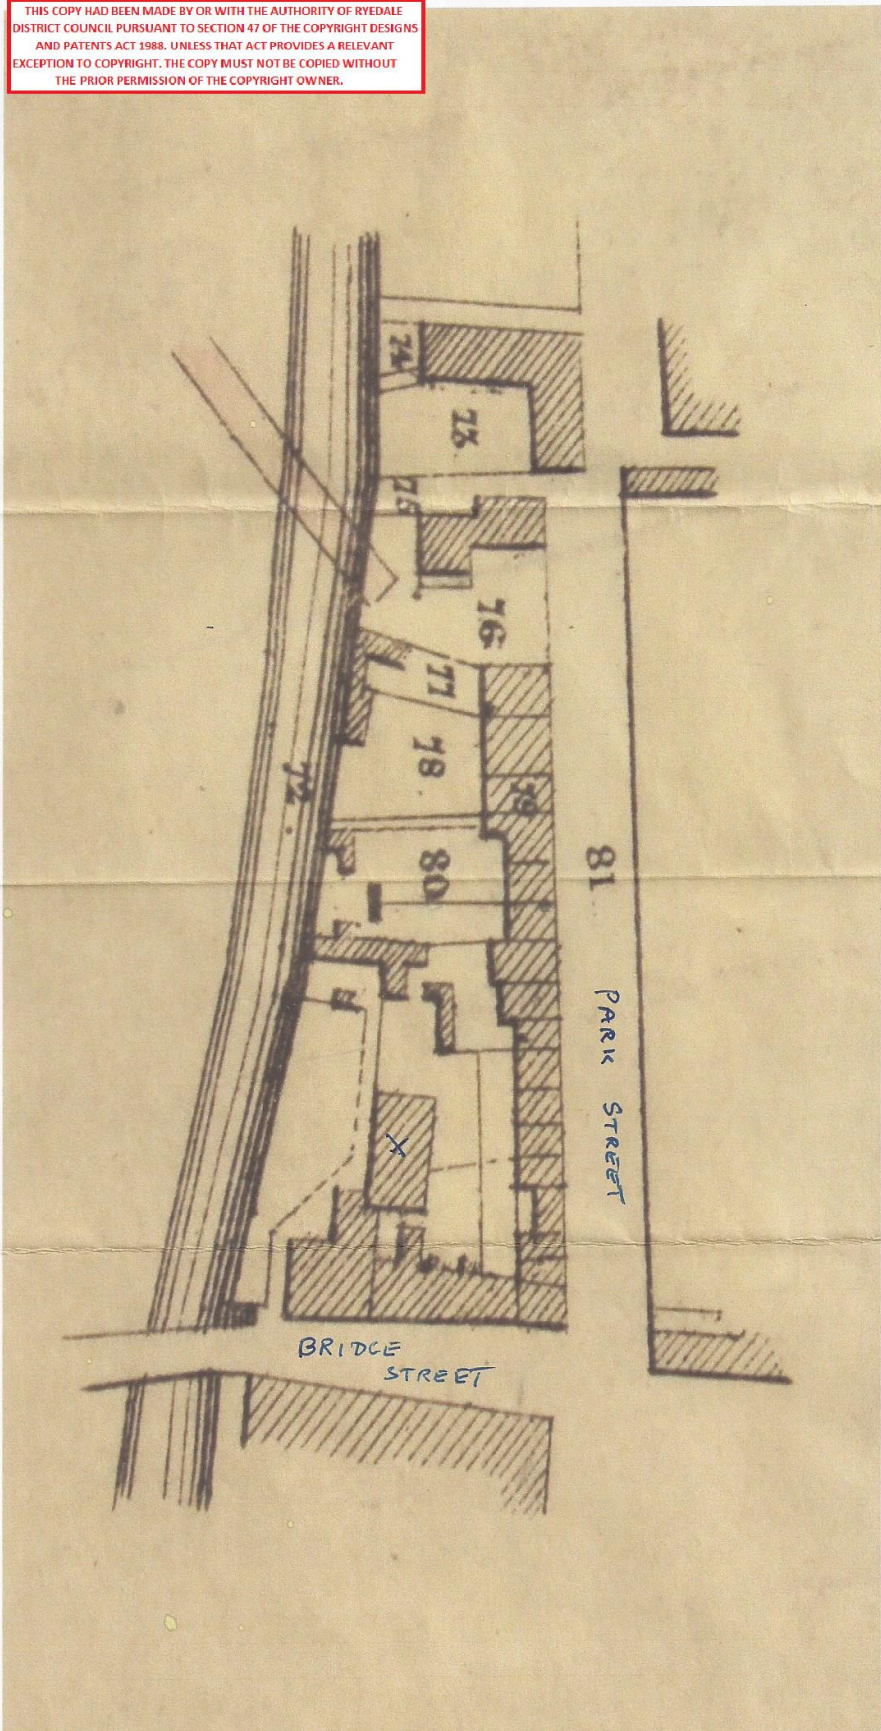 THIS COPY HAD BEEN MADE BY OR WITH THE AUTHORITY OF RYEDALE
DISTRICT COUNCIL PURSUANT TO SECTION 47 OF THE COPYRIGHT DESIGNS
AND PATENTS ACT 1988. UNLESS THAT ACT PROVIDES A RELEVANT
EXCEPTION TO COPYRIGHT. THE COPY MUST NOT BE COPIED WITHOUT
THE PRIOR PERMISSION OF THE COPYRIGHT OWNER.
74
73
75
76
77
78
72
79
80
81
PARK STREET
X
BRIDGE
STREET